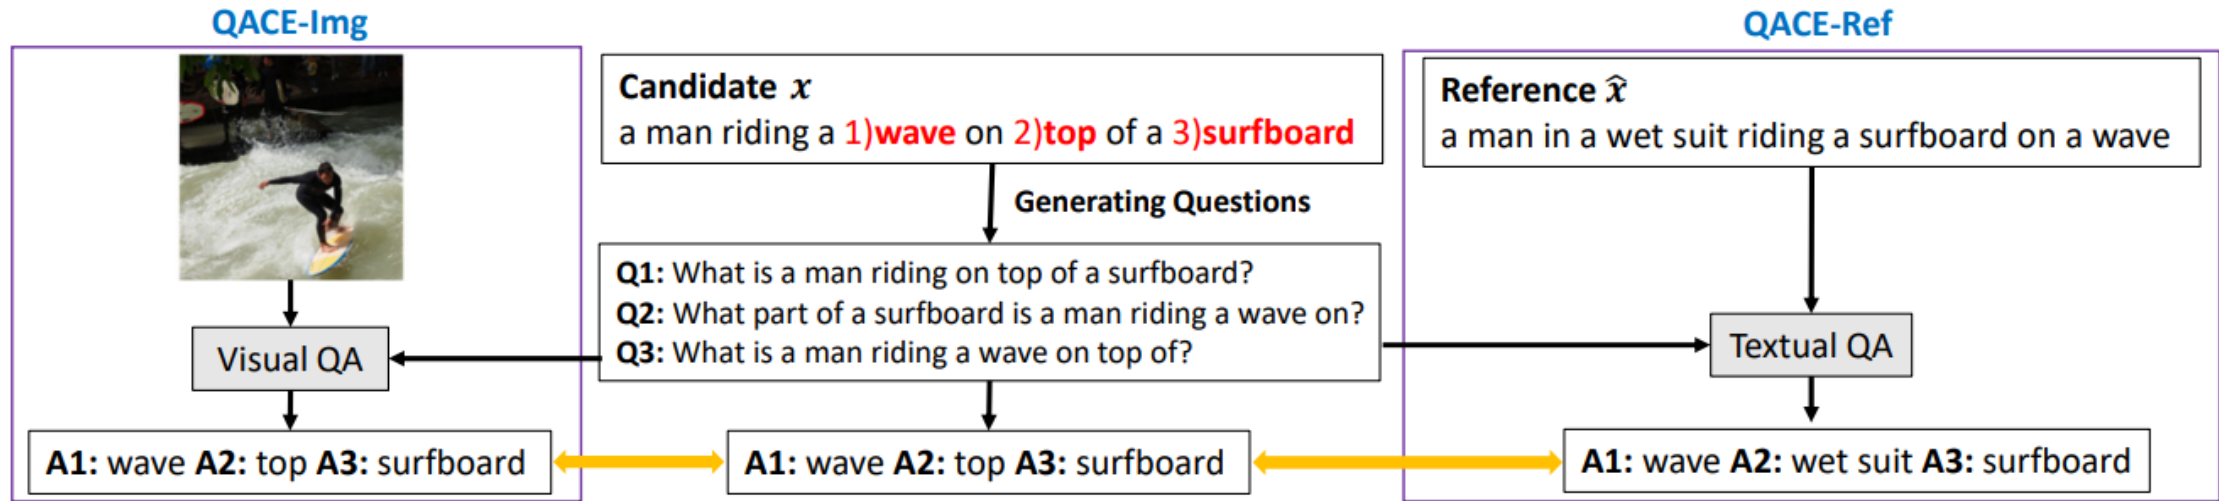 QACE-Img
QACE-Ref
Candidate x
a man riding a 1)wave on 2)top of a 3)surfboard
Reference x̂
a man in a wet suit riding a surfboard on a wave
Generating Questions
Q1: What is a man riding on top of a surfboard?
Q2: What part of a surfboard is a man riding a wave on?
Q3: What is a man riding a wave on top of?
Visual QA
Textual QA
A1: wave A2: top A3: surfboard
A1: wave A2: top A3: surfboard
A1: wave A2: wet suit A3: surfboard